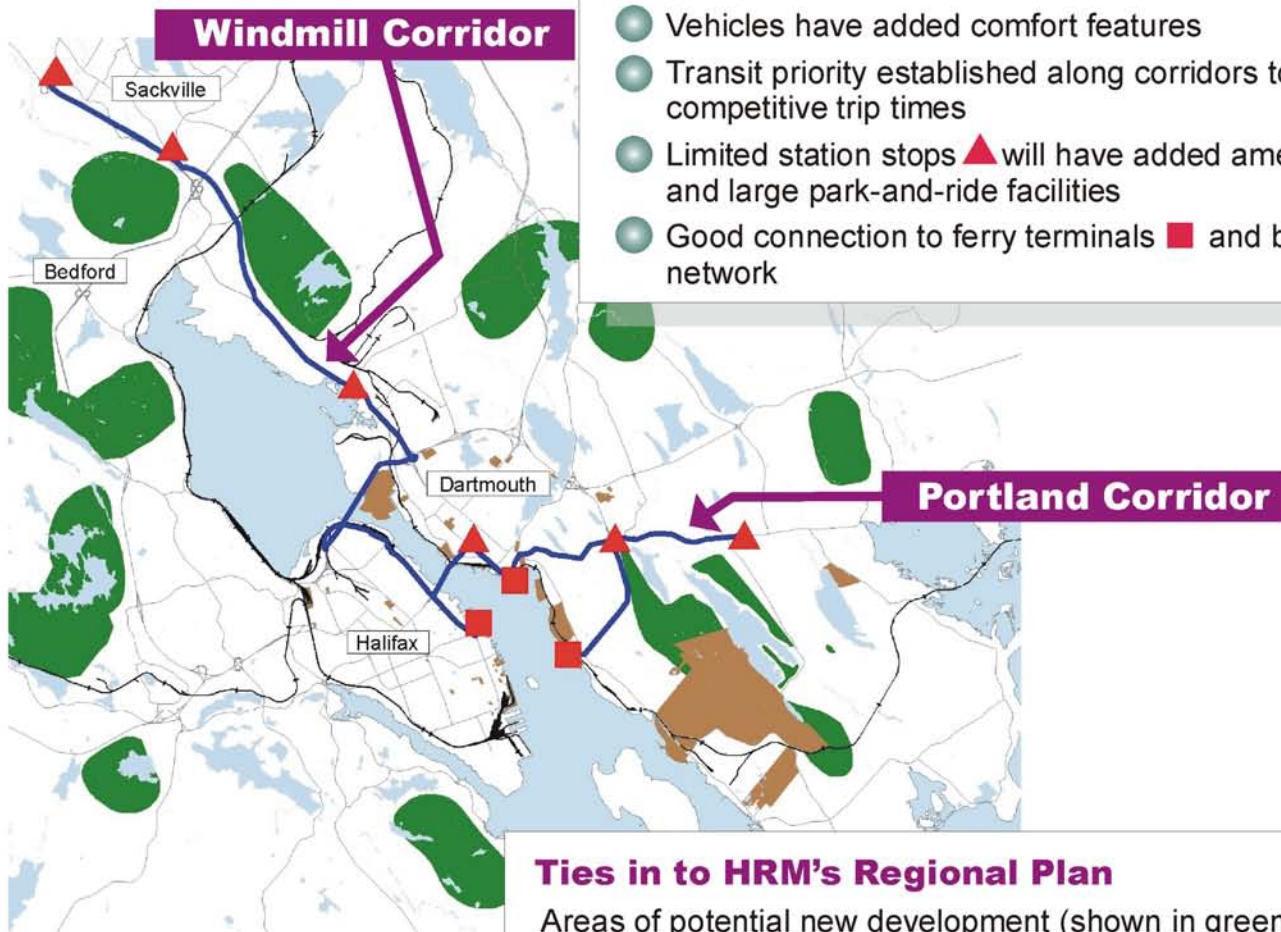 Windmill Corridor
Vehicles have added comfort features
Transit priority established along corridors
competitive trip times
Limited station stops will have added
and large park-and-ride facilities
Good connection to ferry terminals and
network
Sackville
Bedford
Dartmouth
Portland Corridor
Halifax
Ties in to HRM's Regional Plan
Areas of potential new development (shown in green